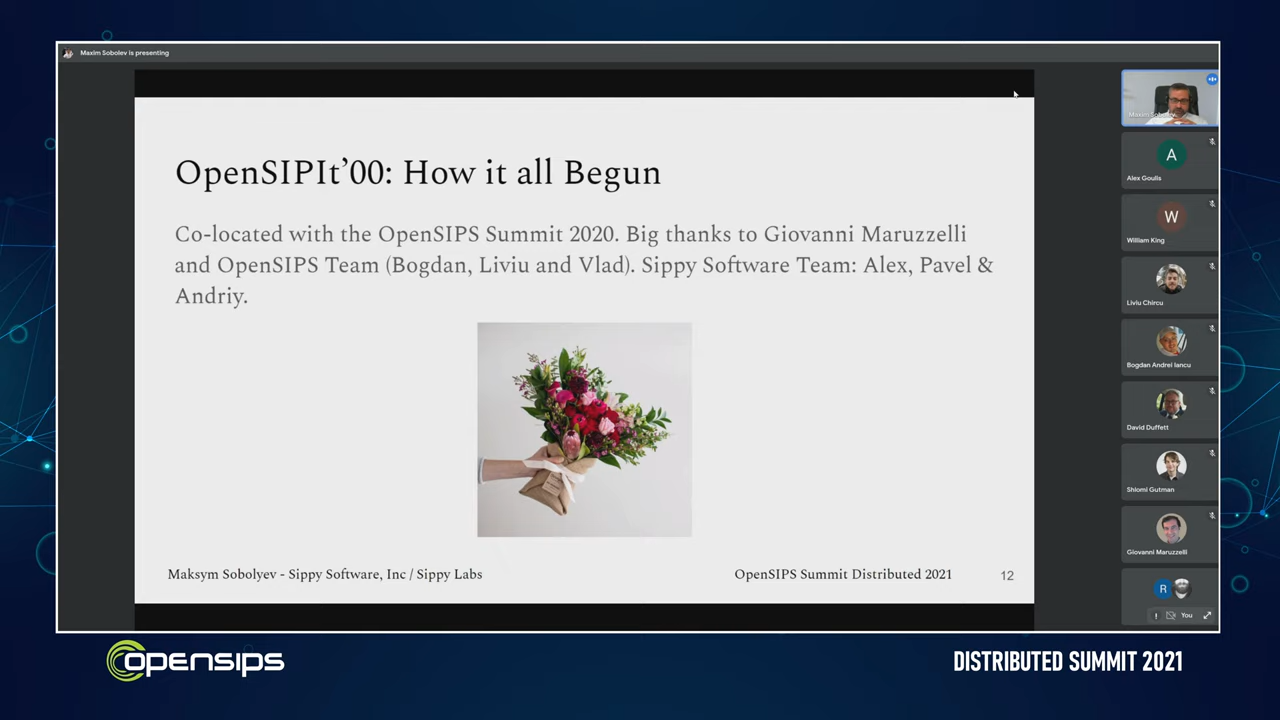 Maxim Sobolev is presenting
OpenSIPIt’00: How it all Begun
Co-located with the OpenSIPS Summit 2020. Big thanks to Giovanni Maruzzelli
and OpenSIPS Team (Bogdan, Liviu and Vlad). Sippy Software Team: Alex, Pavel &
Andriy.
Maksym Sobolyev - Sippy Software, Inc / Sippy Labs
OpenSIPS Summit Distributed 2021
12
Maxim Sobolev
A
Alex Goulis
W
William King
Liviu Chircu
Bogdan Andrei Iancu
David Duffett
Shlomi Gutman
Giovanni Maruzzelli
R
You
opensips
DISTRIBUTED SUMMIT 2021